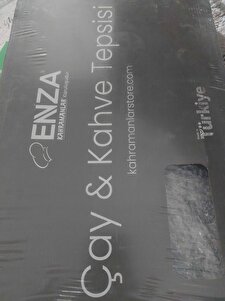 ENZA
KAHRAMANLAR
Çay & Kahve Tepsisi
kahramanlarstore.com
Türkiye